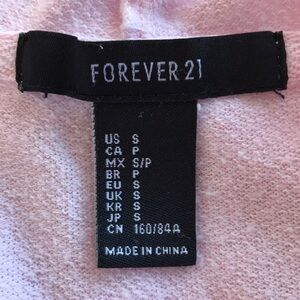 FOREVER 21
US S
CA P
MX S/P
BR P
EU S
UK S
KR S
JP S
CN 160/84A
MADE IN CHINA